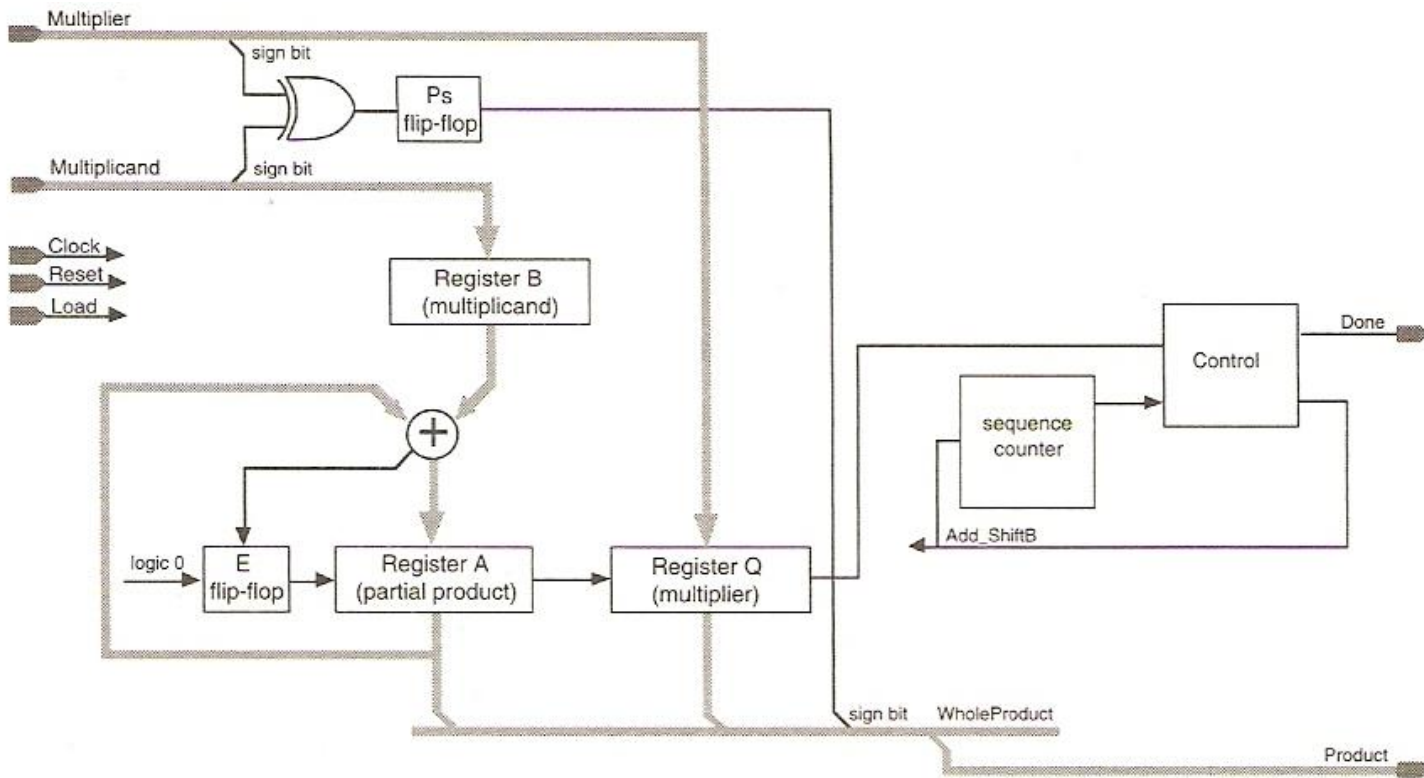 Multiplier
sign bit
Ps
flip-flop
Multiplicand
sign bit
Clock
Reset
Load
Register B
(multiplicand)
Done
Control
sequence
counter
+
Add_ShiftB
logic 0
E
flip-flop
Register A
(partial product)
Register Q
(multiplier)
sign bit
WholeProduct
Product